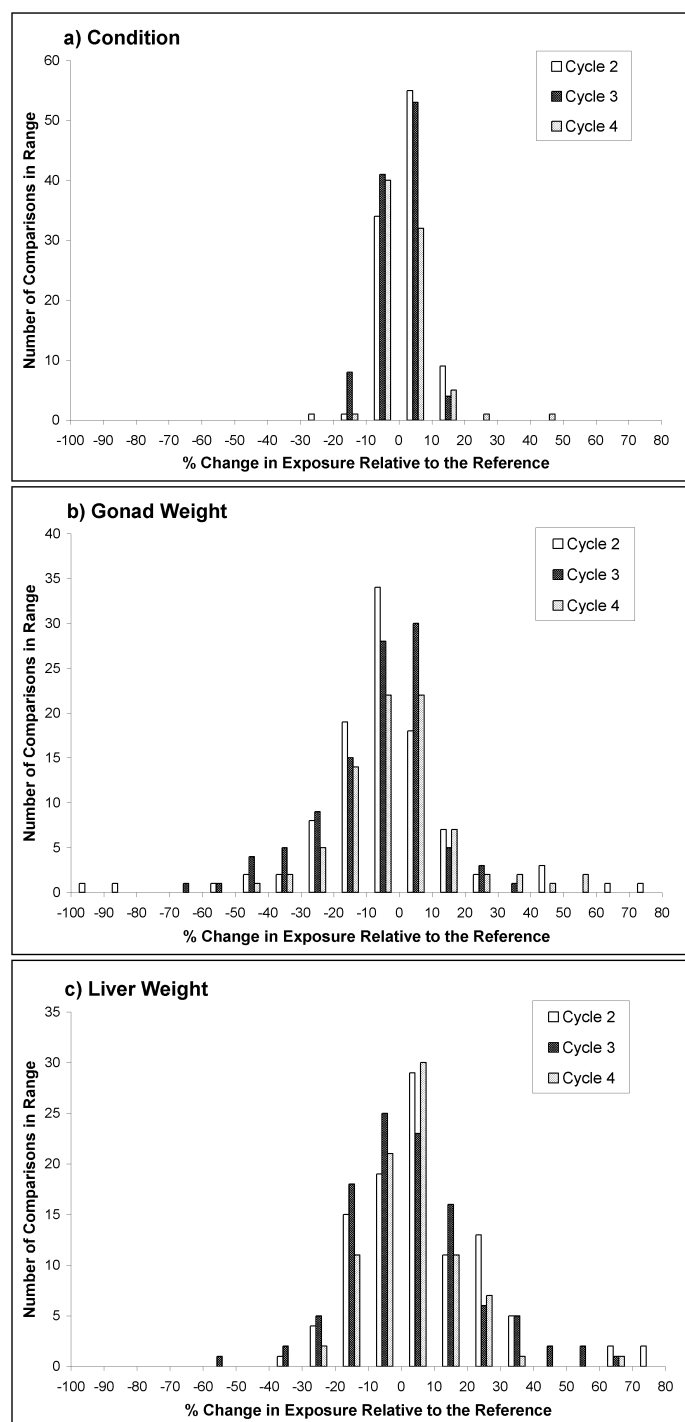 a) Condition
60
50
40
30
20
10
0
Number of Comparisons in Range
Cycle 2
Cycle 3
Cycle 4
-100 -90 -80 -70 -60 -50 -40 -30 -20 -10 0 10 20 30 40 50 60 70 80
% Change in Exposure Relative to the Reference
b) Gonad Weight
40
35
30
25
20
15
10
5
0
Number of Comparisons in Range
Cycle 2
Cycle 3
Cycle 4
-100 -90 -80 -70 -60 -50 -40 -30 -20 -10 0 10 20 30 40 50 60 70 80
% Change in Exposure Relative to the Reference
c) Liver Weight
35
30
25
20
15
10
5
0
Number of Comparisons in Range
Cycle 2
Cycle 3
Cycle 4
-100 -90 -80 -70 -60 -50 -40 -30 -20 -10 0 10 20 30 40 50 60 70 80
% Change in Exposure Relative to the Reference